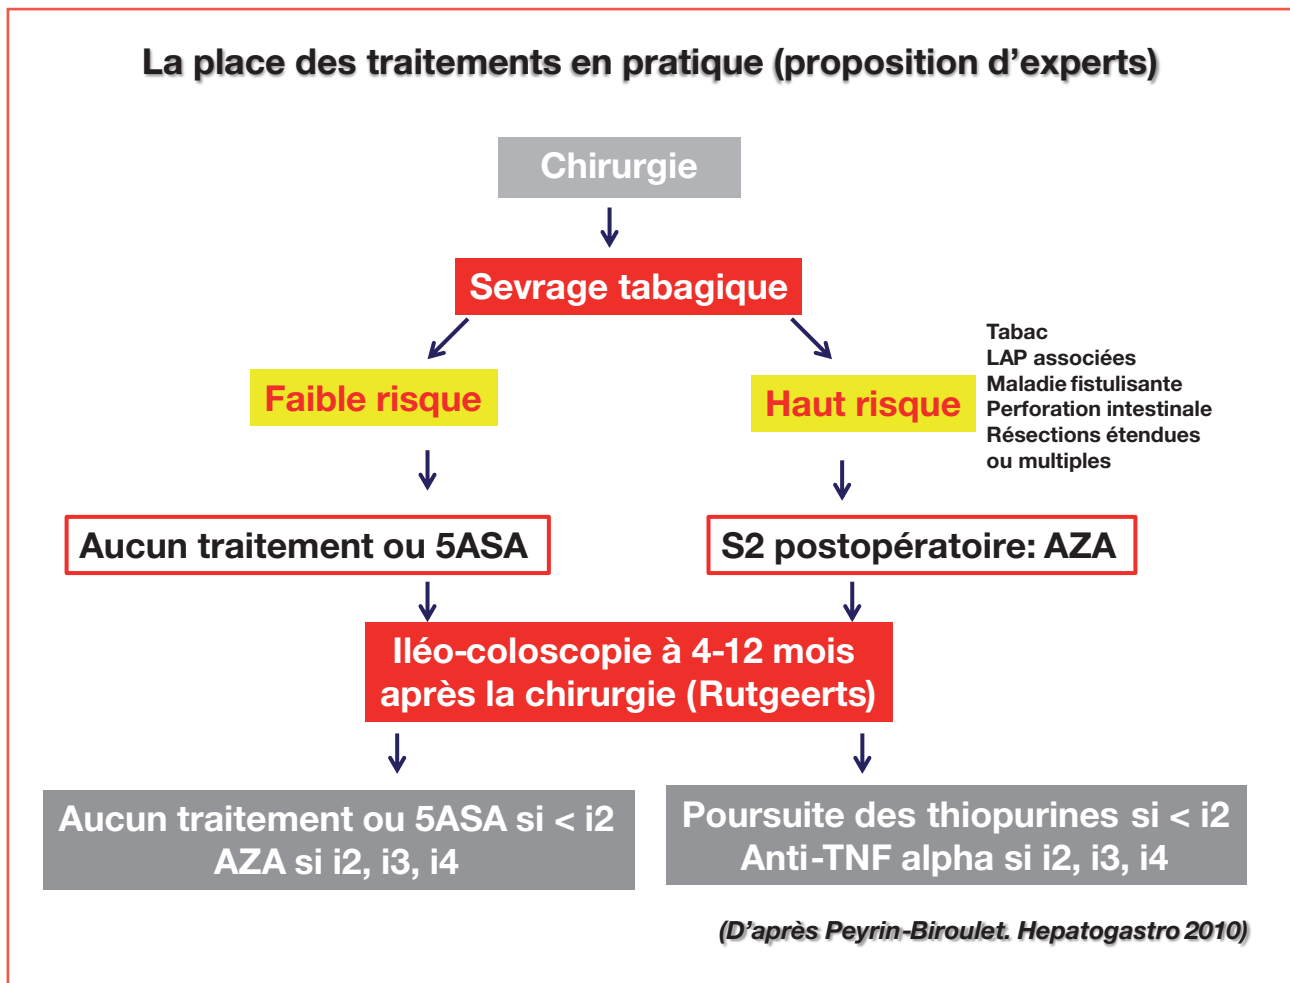 La place des traitements en pratique (proposition d’experts)
Chirurgie
Sevrage tabagique
Tabac
LAP associées
Maladie fistulisante
Perforation intestinale
Résections étendues
ou multiples
Faible risque
Haut risque
Aucun traitement ou 5ASA
S2 postopératoire: AZA
Iléo-coloscopie à 4-12 mois
après la chirurgie (Rutgeerts)
Aucun traitement ou 5ASA si < i2
AZA si i2, i3, i4
Poursuite des thiopurines si < i2
Anti-TNF alpha si i2, i3, i4
(D’après Peyrin-Biroulet. Hepatogastro 2010)